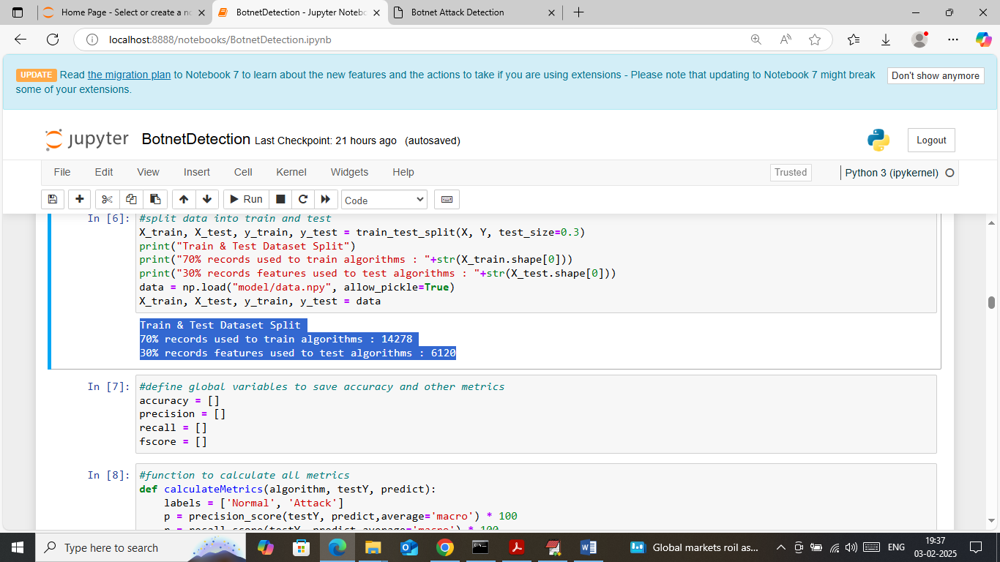 Home Page - Select or create a no
BotnetDetection - Jupyter Notebo
Botnet Attack Detection
localhost:8888/notebooks/BotnetDetection.ipynb
UPDATE Read the migration plan to Notebook 7 to learn about the new features and the actions to take if you are using extensions - Please note that updating to Notebook 7 might break
some of your extensions.
Don't show anymore
jupyter BotnetDetection Last Checkpoint: 21 hours ago (autosaved)
Logout
File Edit View Insert Cell Kernel Widgets Help
Trusted
Python 3 (ipykernel)
Run
Code
In [6]: #split data into train and test
X_train, X_test, y_train, y_test = train_test_split(X, Y, test_size=0.3)
print("Train & Test Dataset Split")
print("70% records used to train algorithms : "+str(X_train.shape[0]))
print("30% records features used to test algorithms : "+str(X_test.shape[0]))
data = np.load("model/data.npy", allow_pickle=True)
X_train, X_test, y_train, y_test = data
Train & Test Dataset Split
70% records used to train algorithms : 14278
30% records features used to test algorithms : 6120
In [7]: #define global variables to save accuracy and other metrics
accuracy = []
precision = []
recall = []
fscore = []
In [8]: #function to calculate all metrics
def calculateMetrics(algorithm, testY, predict):
labels = ['Normal', 'Attack']
p = precision_score(testY, predict,average='macro') * 100
r = recall_score(testY, predict,average='macro') * 100
Type here to search
Global markets roil as...
ENG
19:37
03-02-2025